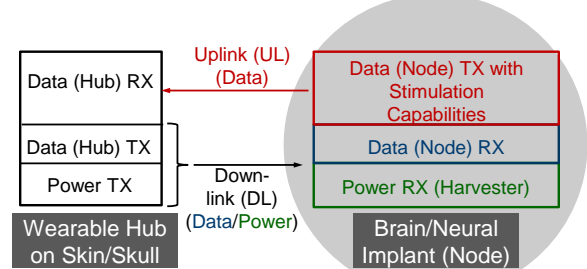 Data (Hub) RX
Data (Hub) TX
Power TX
Wearable Hub
on Skin/Skull
Uplink (UL)
(Data)
Down-
link (DL)
(Data/Power)
Data (Node) TX with
Stimulation
Capabilities
Data (Node) RX
Power RX (Harvester)
Brain/Neural
Implant (Node)